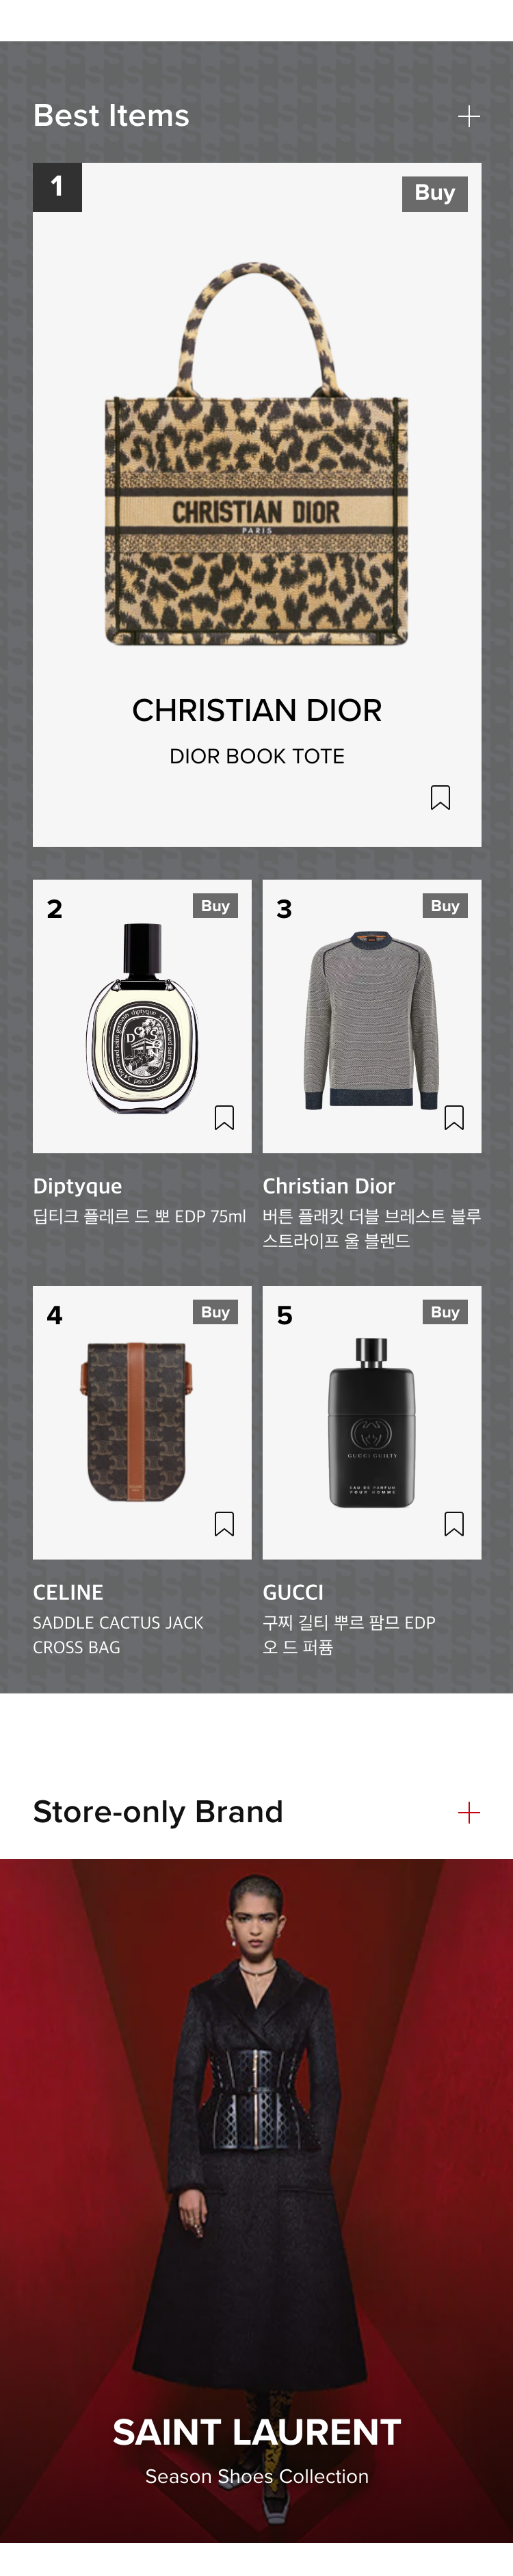 Best Items
1
Buy
CHRISTIAN DIOR
PARIS
CHRISTIAN DIOR
DIOR BOOK TOTE
2
Buy
3
Buy
Diptyque
딥티크 플레르 드 뽀 EDP 75ml
Christian Dior
버튼 플래킷 더블 브레스트 블루
스트라이프 울 블렌드
4
Buy
5
Buy
GUCCI GUILTY
EAU DE PARFUM
POUR HOMME
CELINE
SADDLE CACTUS JACK
CROSS BAG
GUCCI
구찌 길티 뿌르 팜므 EDP
오 드 퍼퓸
Store-only Brand
SAINT LAURENT
Season Shoes Collection